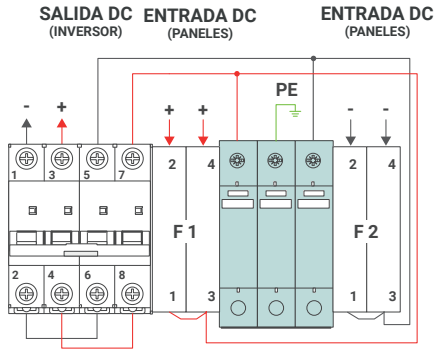 SALIDA DC
(INVERSOR)
ENTRADA DC
(PANELES)
ENTRADA DC
(PANELES)
- + + + PE - -
1 3 5 7 2 4 2 4
F 1 F 2
2 4 6 8 1 3 1 3